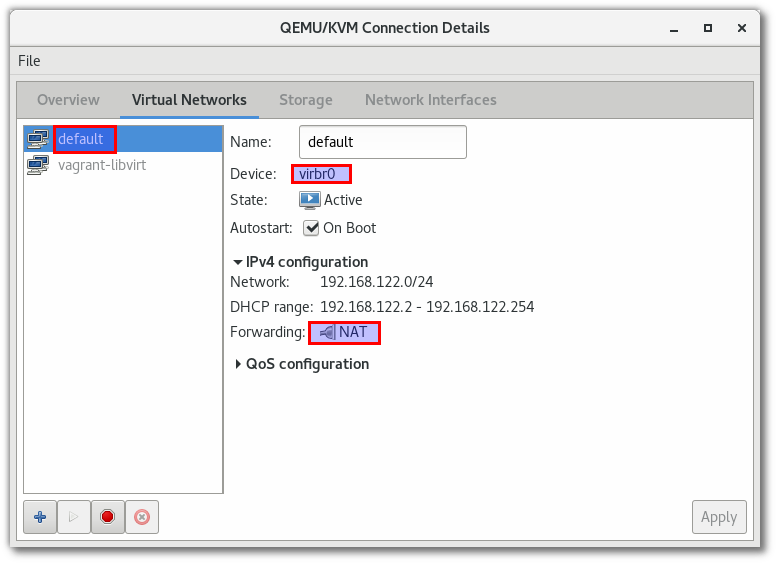 QEMU/KVM Connection Details
File
Overview Virtual Networks Storage Network Interfaces
default
vagrant-libvirt
Name: default
Device: virbr0
State: Active
Autostart: On Boot
IPv4 configuration
Network: 192.168.122.0/24
DHCP range: 192.168.122.2 - 192.168.122.254
Forwarding: NAT
QoS configuration
Apply